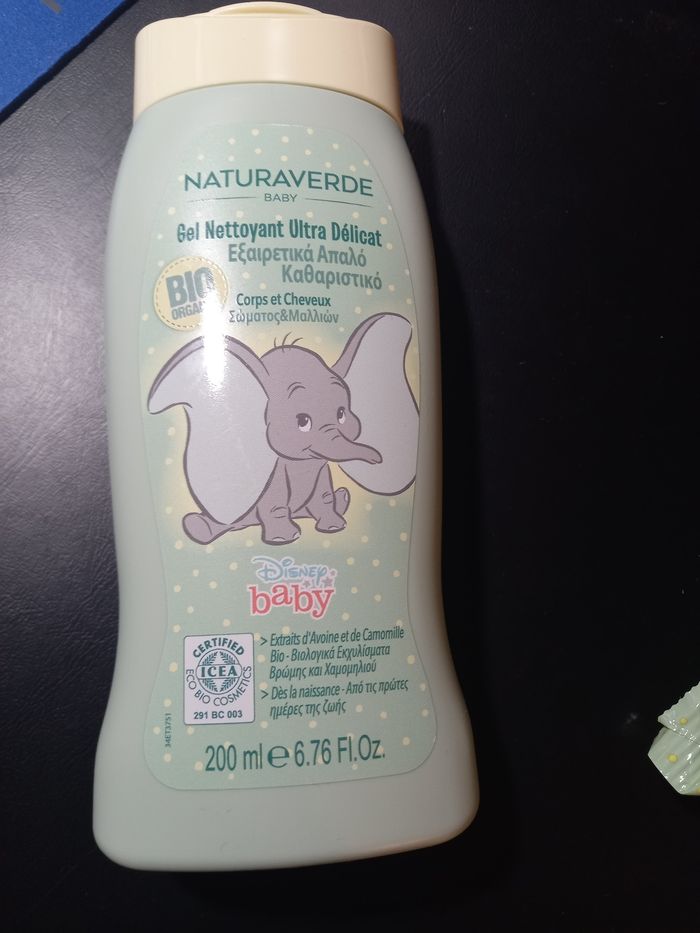 NATURAVERDE
BABY
Gel Nettoyant Ultra Délicat
Εξαιρετικά Απαλό
Καθαριστικό
BIO
ORGANIC
Corps et Cheveux
Σώματος&Μαλλιών
Disney
baby
CERTIFIED
ICEA
ECO BIO COSMETICS
291 BC 003
> Extraits d'Avoine et de Camomille
Bio - Βιολογικά Εκχυλίσματα
Βρώμης και Χαμομηλιού
> Dès la naissance - Από τις πρώτες
ημέρες της ζωής
34ET3751
200 ml e 6.76 Fl.Oz.